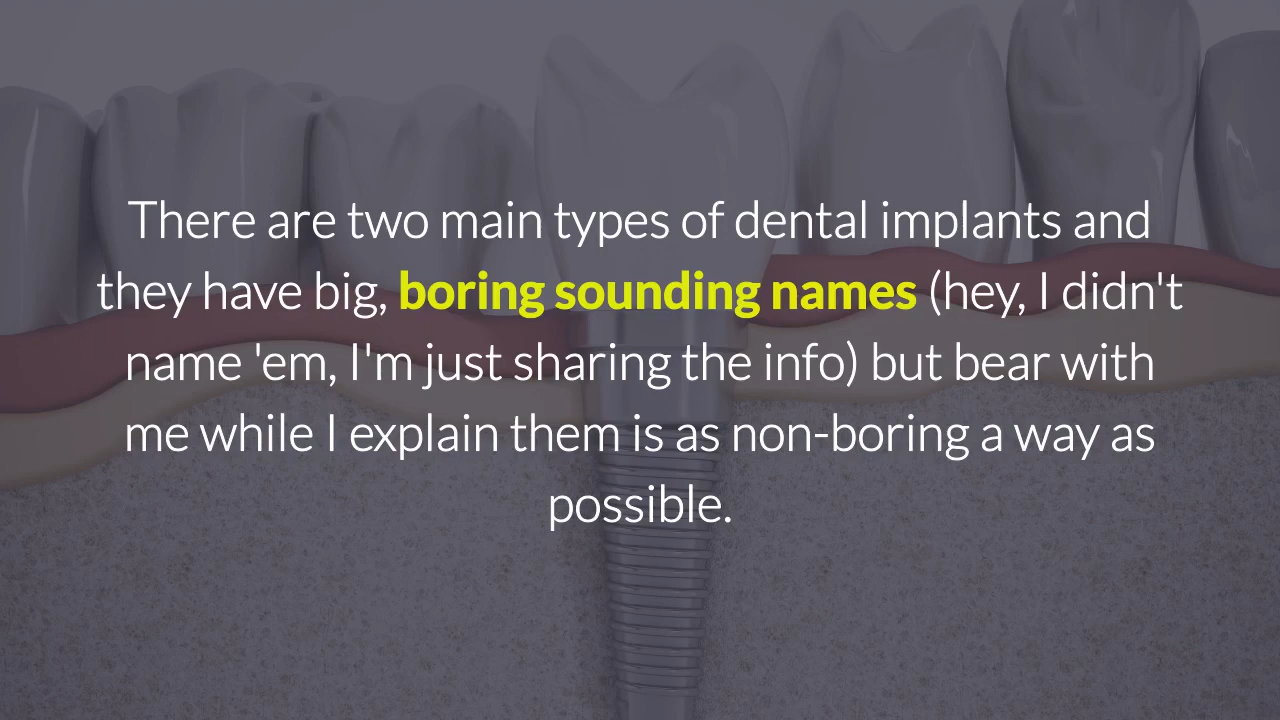 There are two main types of dental implants and
they have big, boring sounding names (hey, I didn't
name 'em, I'm just sharing the info) but bear with
me while I explain them is as non-boring a way as
possible.